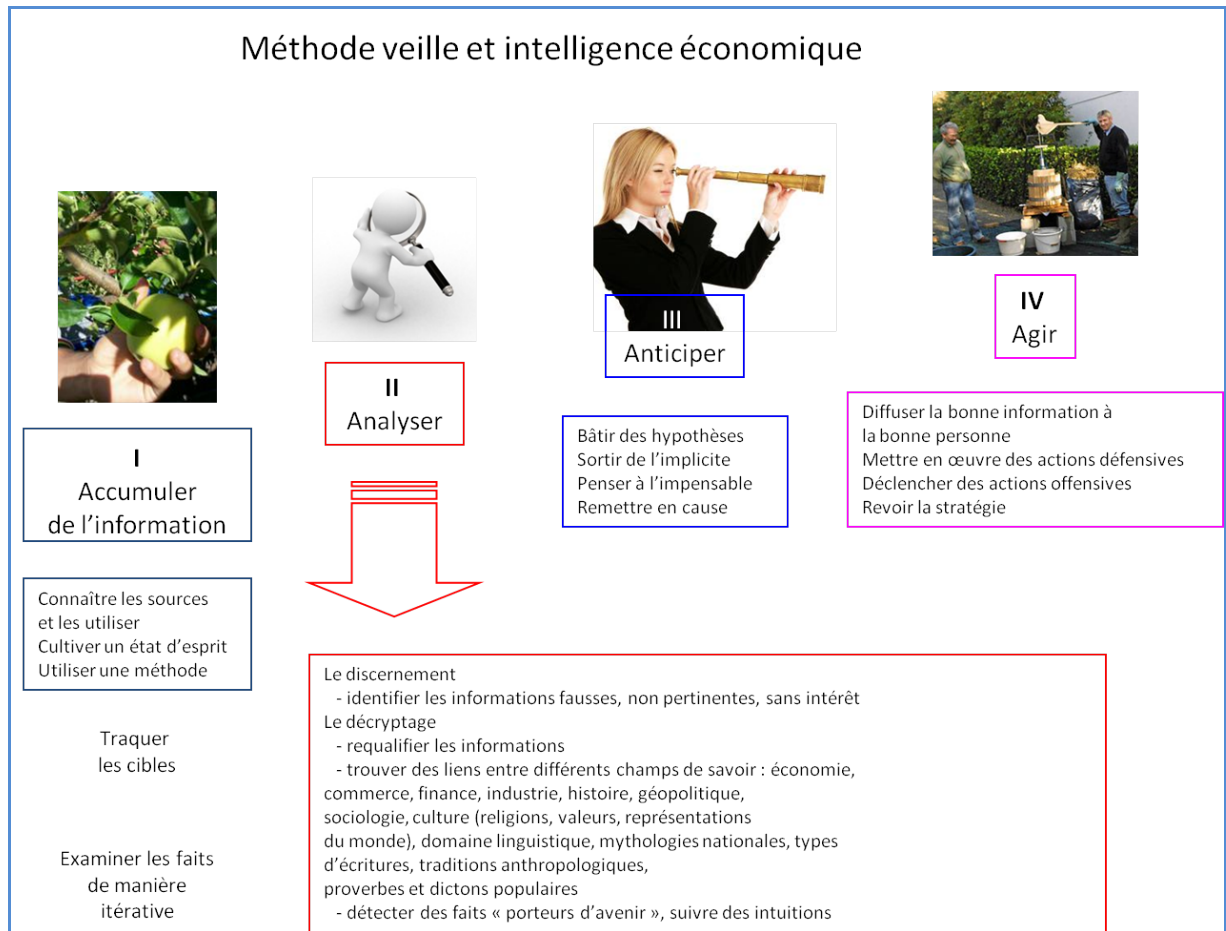 Méthode veille et intelligence économique
I
Accumuler
de l’information
Connaître les sources
et les utiliser
Cultiver un état d’esprit
Utiliser une méthode
Traquer
les cibles
Examiner les faits
de manière
itérative
II
Analyser
Le discernement
- identifier les informations fausses, non pertinentes, sans intérêt
Le décryptage
- requalifier les informations
- trouver des liens entre différents champs de savoir : économie,
commerce, finance, industrie, histoire, géopolitique,
sociologie, culture (religions, valeurs, représentations
du monde), domaine linguistique, mythologies nationales, types
d’écritures, traditions anthropologiques,
proverbes et dictons populaires
- détecter des faits « porteurs d’avenir », suivre des intuitions
III
Anticiper
Bâtir des hypothèses
Sortir de l’implicite
Penser à l’impensable
Remettre en cause
IV
Agir
Diffuser la bonne information à
la bonne personne
Mettre en œuvre des actions défensives
Déclencher des actions offensives
Revoir la stratégie